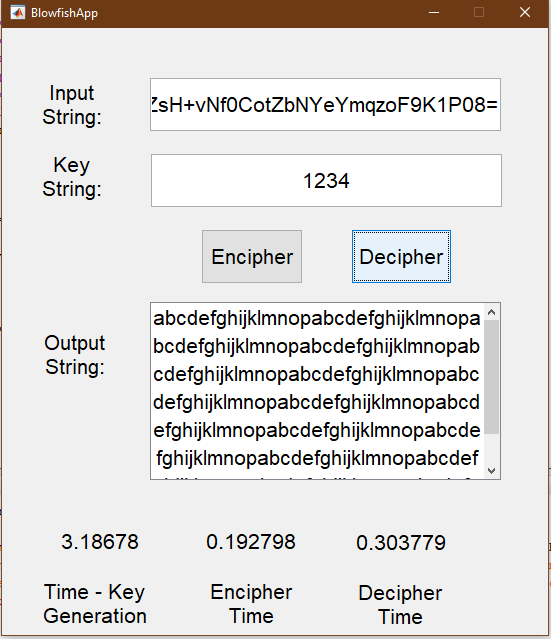 BlowfishApp
Input
String:
ZsH+vNf0CotZbNYeYmqzoF9K1P08=
Key
String:
1234
Encipher
Decipher
Output
String:
abcdefghijklmnopabcdefghijklmnopa
bcdefghijklmnopabcdefghijklmnopab
cdefghijklmnopabcdefghijklmnopabc
defghijklmnopabcdefghijklmnopabcd
efghijklmnopabcdefghijklmnopabcde
fghijklmnopabcdefghijklmnopabcdef
3.18678
0.192798
0.303779
Time - Key
Generation
Encipher
Time
Decipher
Time